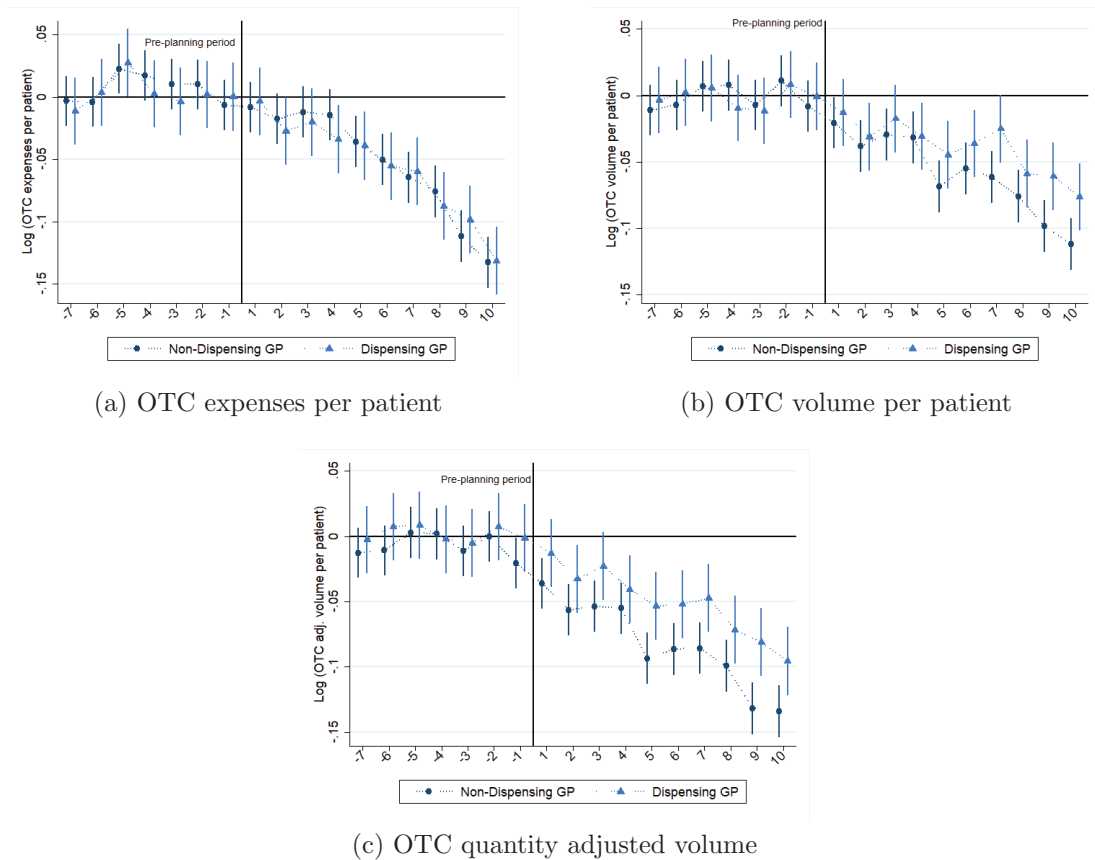 Pre-planning period
Log (OTC expenses per patient)
.05
0
-.05
-.1
-.15
-7 -6 -5 -4 -3 -2 -1 1 2 3 4 5 6 7 8 9 10
Non-Dispensing GP Dispensing GP
(a) OTC expenses per patient
Pre-planning period
Log (OTC volume per patient)
.05
0
-.05
-.1
-.15
-7 -6 -5 -4 -3 -2 -1 1 2 3 4 5 6 7 8 9 10
Non-Dispensing GP Dispensing GP
(b) OTC volume per patient
Pre-planning period
Log (OTC adj. volume per patient)
.05
0
-.05
-.1
-.15
-7 -6 -5 -4 -3 -2 -1 1 2 3 4 5 6 7 8 9 10
Non-Dispensing GP Dispensing GP
(c) OTC quantity adjusted volume